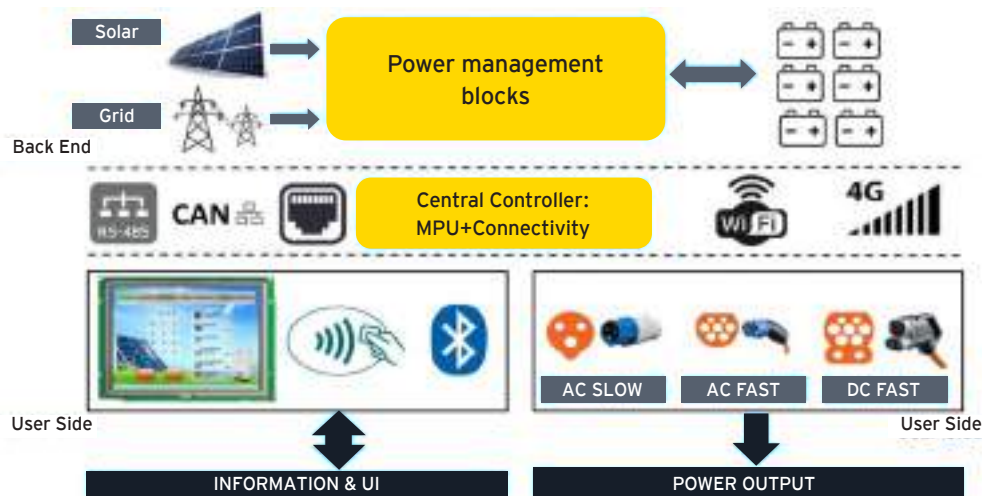 Solar
Power management
blocks
Grid
Back End
RS-485
CAN
Central Controller:
MPU+Connectivity
Wi Fi
4G
AC SLOW
AC FAST
DC FAST
User Side
User Side
INFORMATION & UI
POWER OUTPUT